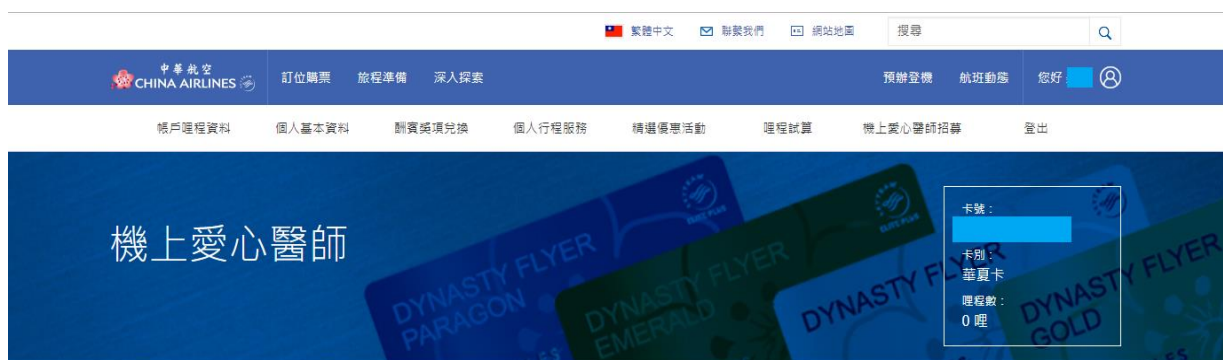 繁體中文 聯繫我們 網站地圖 搜尋
中華航空
CHINA AIRLINES
訂位購票 旅程準備 深入探索 預辦登機 航班動態 您好
帳戶哩程資料 個人基本資料 酬賓獎項兌換 個人行程服務 精選優惠活動 哩程試算 機上愛心醫師招募 登出
機上愛心醫師
卡號：
卡別：
華夏卡
哩程數：
0 哩
DYNASTY FLYER
PARAGON
ELITE PLUS
DYNASTY FLYER
EMERALD
ELITE PLUS
DYNASTY FLYER
DYNASTY FLYER
GOLD